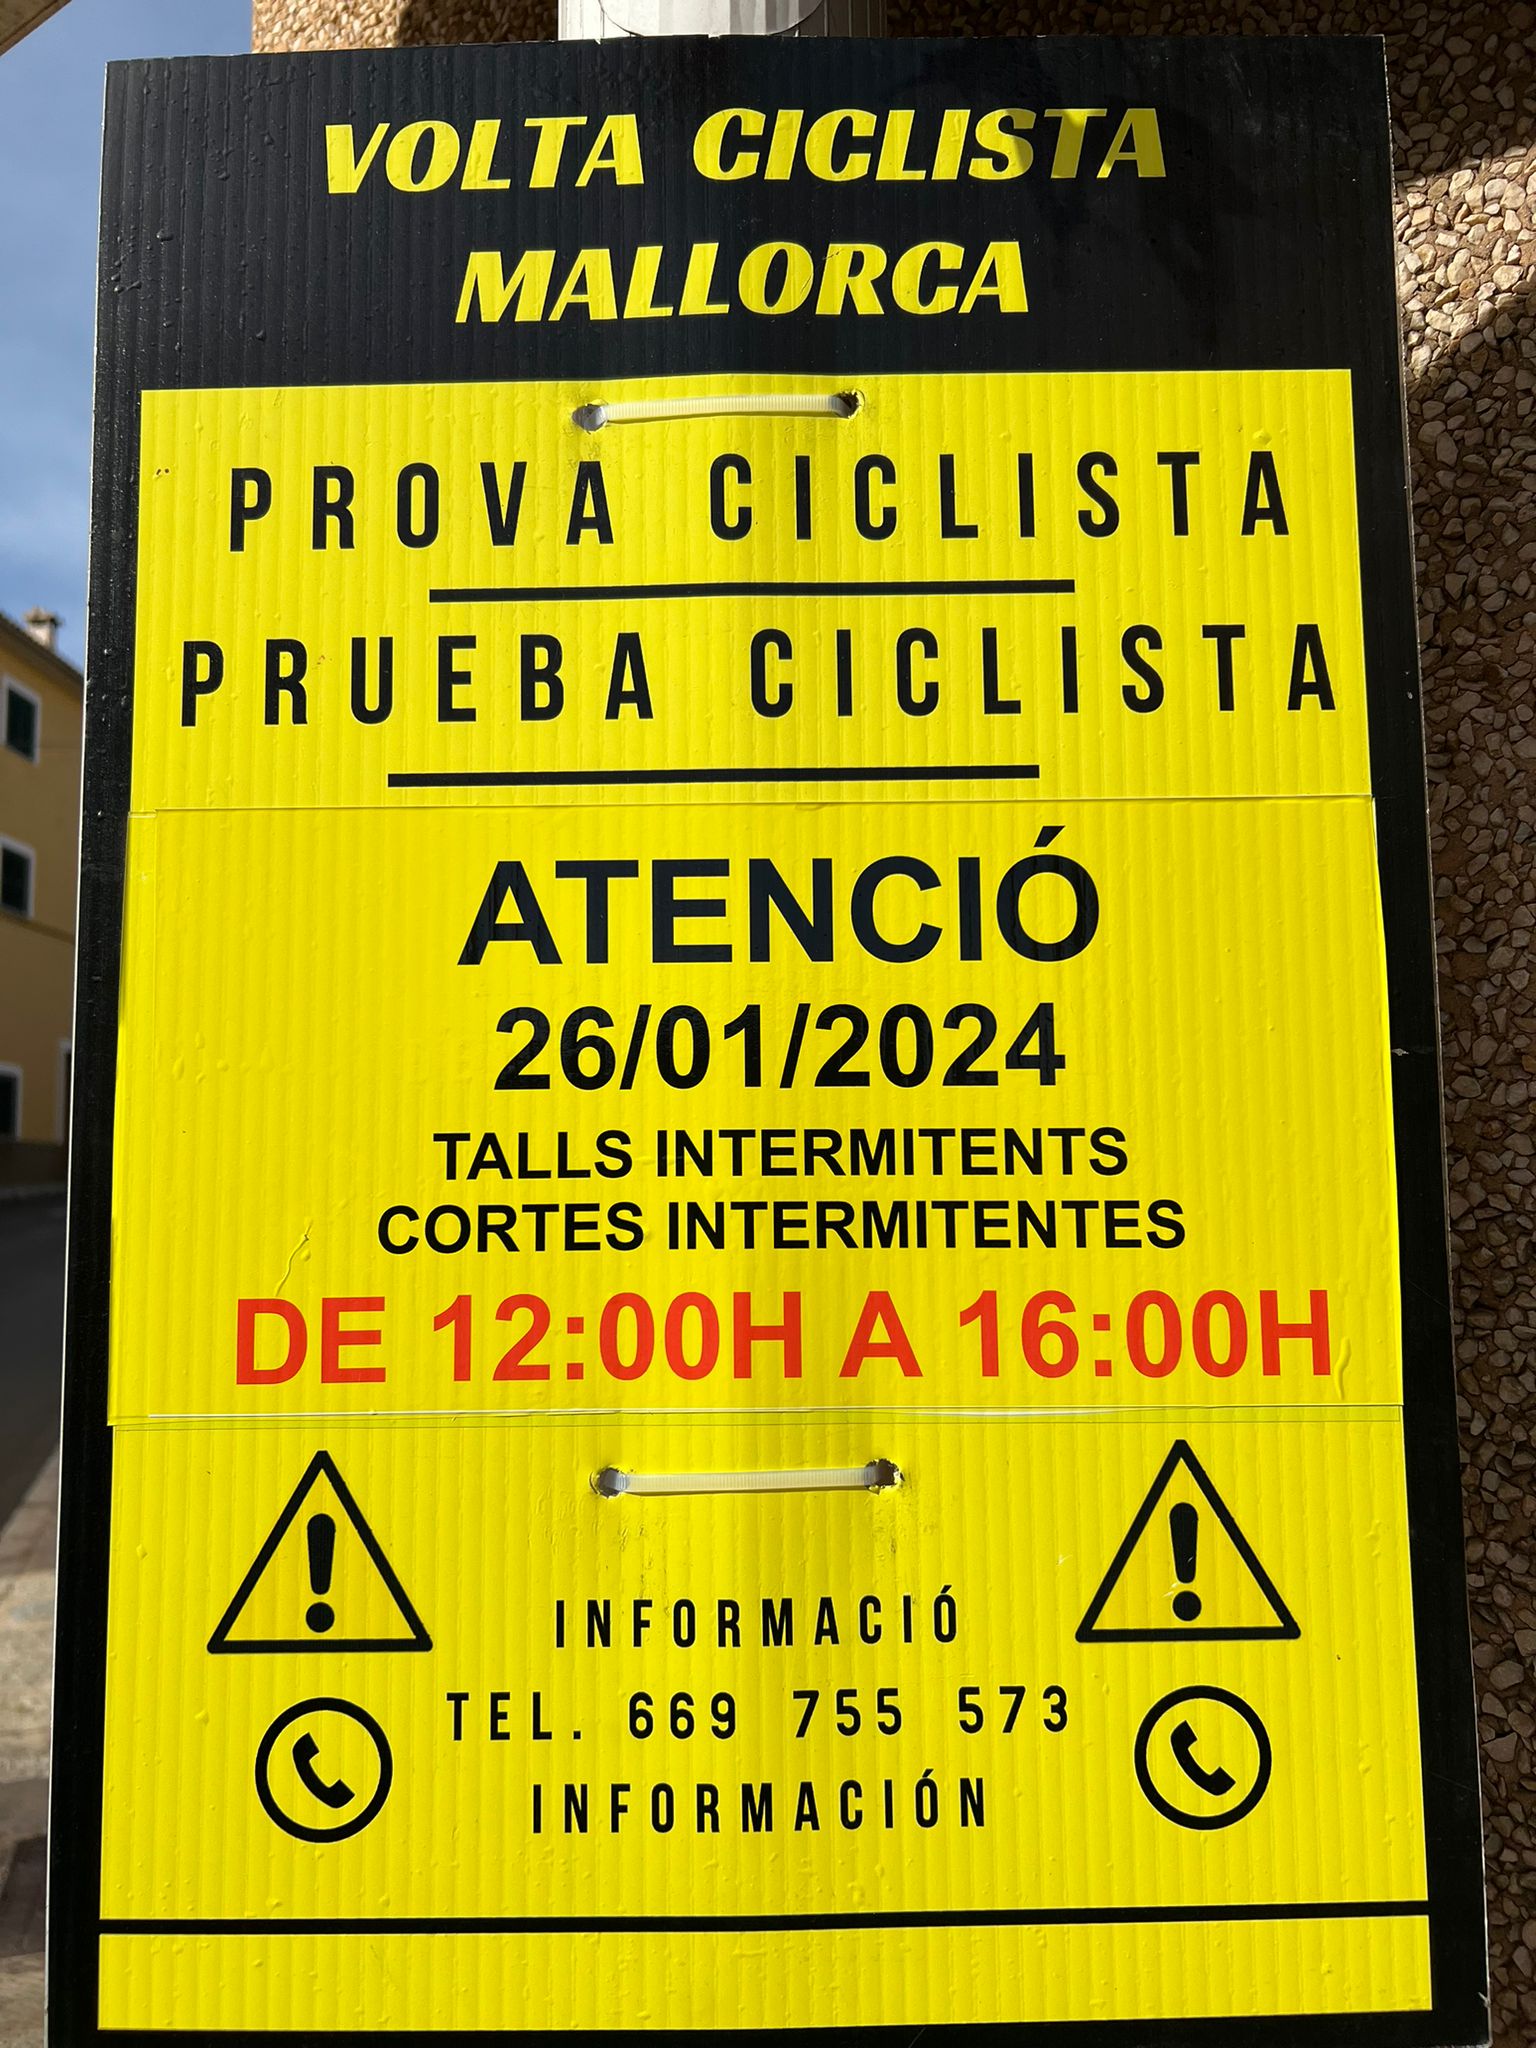 VOLTA CICLISTA
MALLORCA
PROVA CICLISTA
PRUEBA CICLISTA
ATENCIÓ
26/01/2024
TALLS INTERMITENTS
CORTES INTERMITENTES
DE 12:00H A 16:00H
INFORMACIÓ
TEL. 669 755 573
INFORMACIÓN